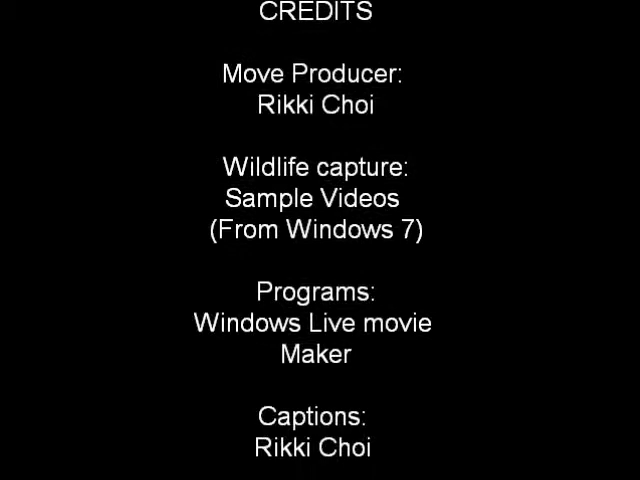 CREDITS
Move Producer:
Rikki Choi
Wildlife capture:
Sample Videos
(From Windows 7)
Programs:
Windows Live movie
Maker
Captions:
Rikki Choi